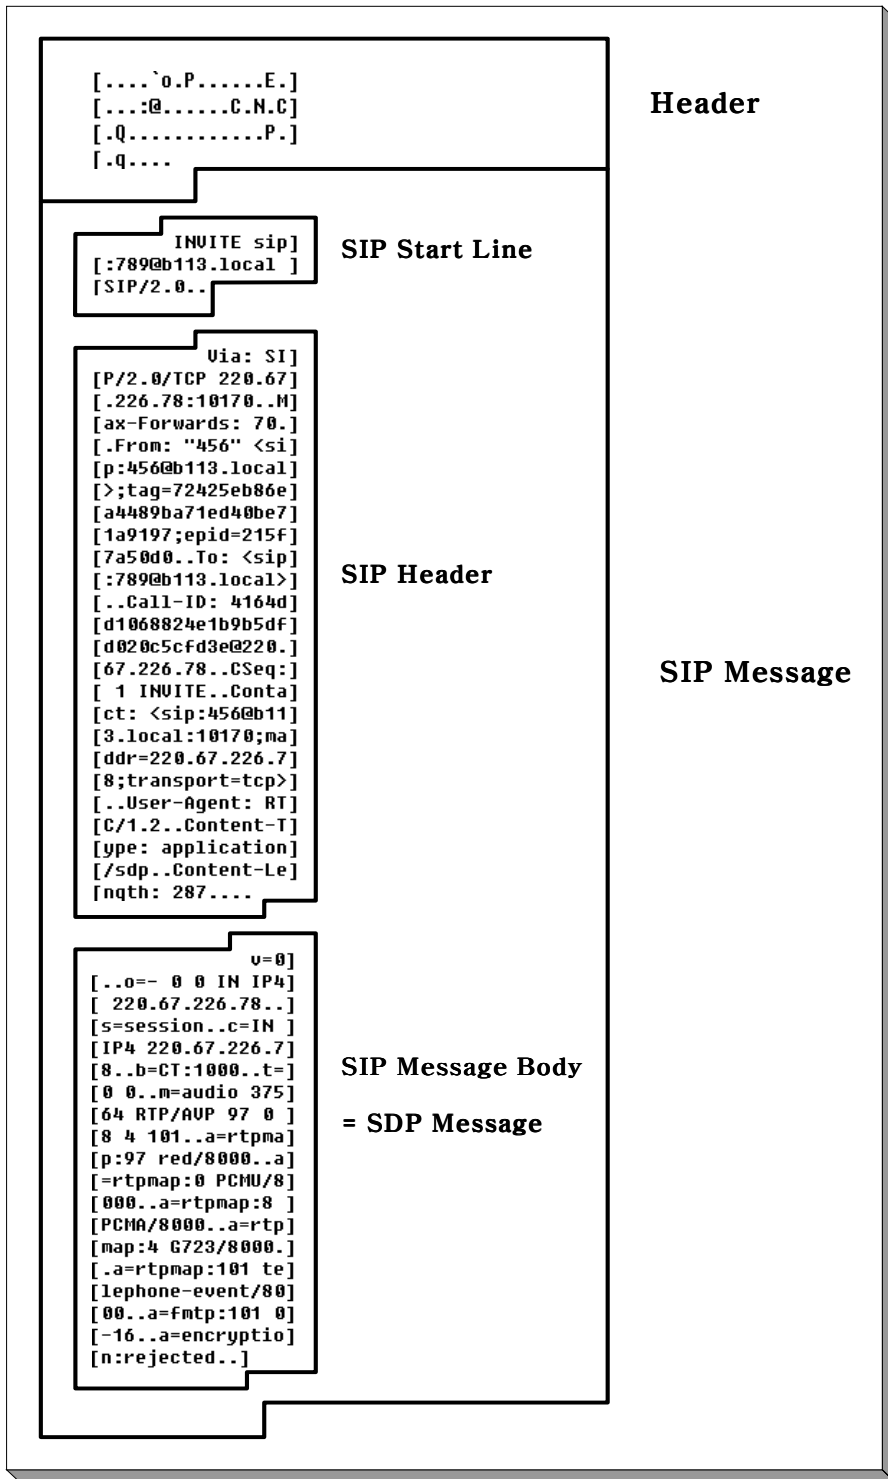 [....`o.P......E.]
[...:@......C.N.C]
[.Q............P.]
[.q....
Header
INVITE sip]
[:789@b113.local ]
[SIP/2.0..
SIP Start Line
Via: SI]
[P/2.0/TCP 220.67]
[.226.78:10170..M]
[ax-Forwards: 70.]
[.From: "456" <si]
[p:456@b113.local]
[>;tag=72425eb86e]
[a4489ba71ed40be7]
[1a9197;epid=215f]
[7a50d0..To: <sip]
[:789@b113.local>]
[..Call-ID: 4164d]
[d1068824e1b9b5df]
[d020c5cfd3e@220.]
[67.226.78..CSeq:]
[ 1 INVITE..Conta]
[ct: <sip:456@b11]
[3.local:10170;ma]
[ddr=220.67.226.7]
[8;transport=tcp>]
[..User-Agent: RT]
[C/1.2..Content-T]
[ype: application]
[/sdp..Content-Le]
[ngth: 287....
SIP Header
SIP Message
v=0]
[..o=- 0 0 IN IP4]
[ 220.67.226.78..]
[s=session..c=IN ]
[IP4 220.67.226.7]
[8..b=CT:1000..t=]
[0 0..m=audio 375]
[64 RTP/AVP 97 0 ]
[8 4 101..a=rtpma]
[p:97 red/8000..a]
[=rtpmap:0 PCMU/8]
[000..a=rtpmap:8 ]
[PCMA/8000..a=rtp]
[map:4 G723/8000.]
[.a=rtpmap:101 te]
[lephone-event/80]
[00..a=fmtp:101 0]
[-16..a=encryptio]
[n:rejected..]
SIP Message Body
= SDP Message